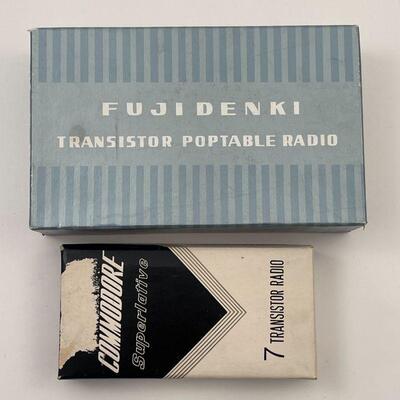 FUJI DENKI
TRANSISTOR POPTABLE RADIO
COMMODORE
Superlative
7 TRANSISTOR RADIO